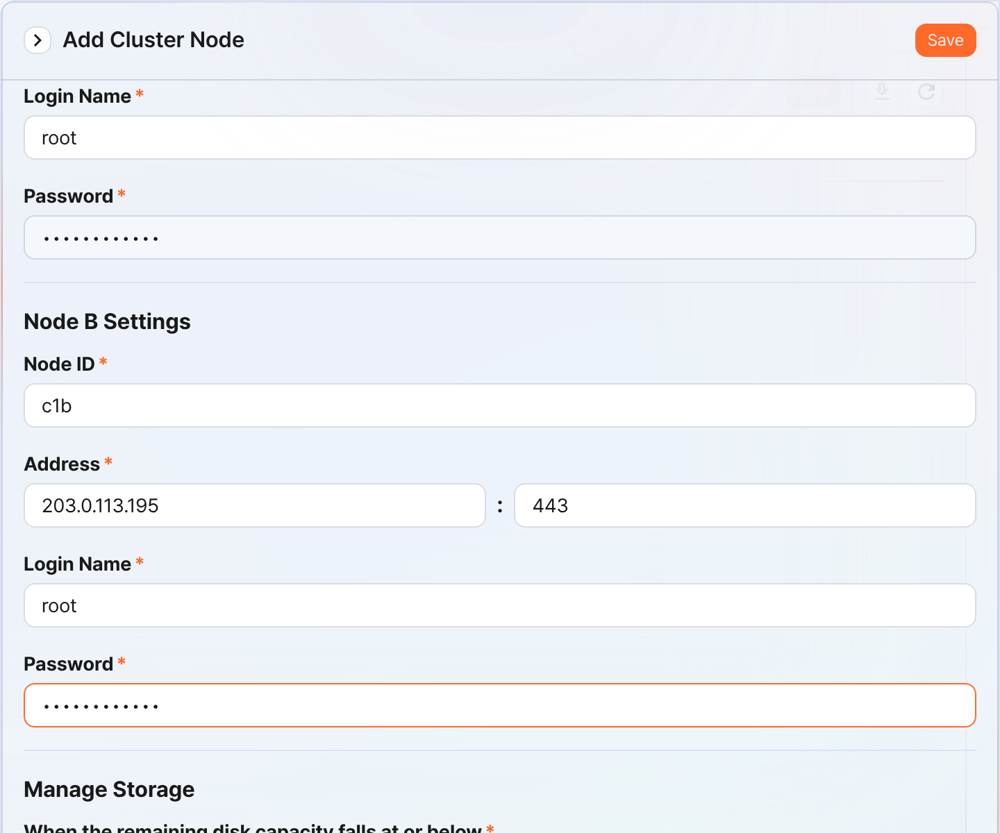 Add Cluster Node
Save
Login Name *
root
Password *
••••••••••••
Node B Settings
Node ID *
c1b
Address *
203.0.113.195 : 443
Login Name *
root
Password *
••••••••••••
Manage Storage
When the remaining disk capacity falls at or below *